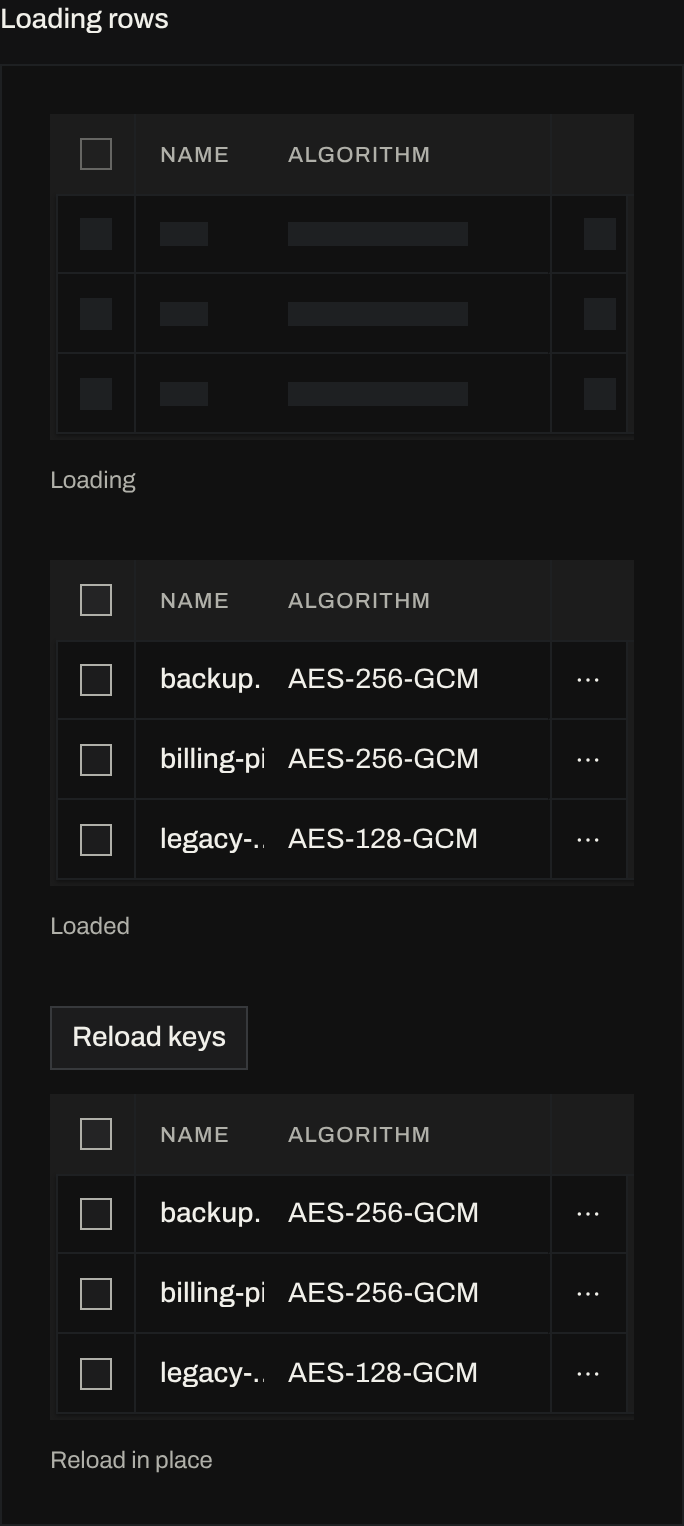 Loading rows
NAME ALGORITHM
Loading
NAME ALGORITHM
backup. AES-256-GCM ...
billing-pi AES-256-GCM ...
legacy-.. AES-128-GCM ...
Loaded
Reload keys
NAME ALGORITHM
backup. AES-256-GCM ...
billing-pi AES-256-GCM ...
legacy-.. AES-128-GCM ...
Reload in place